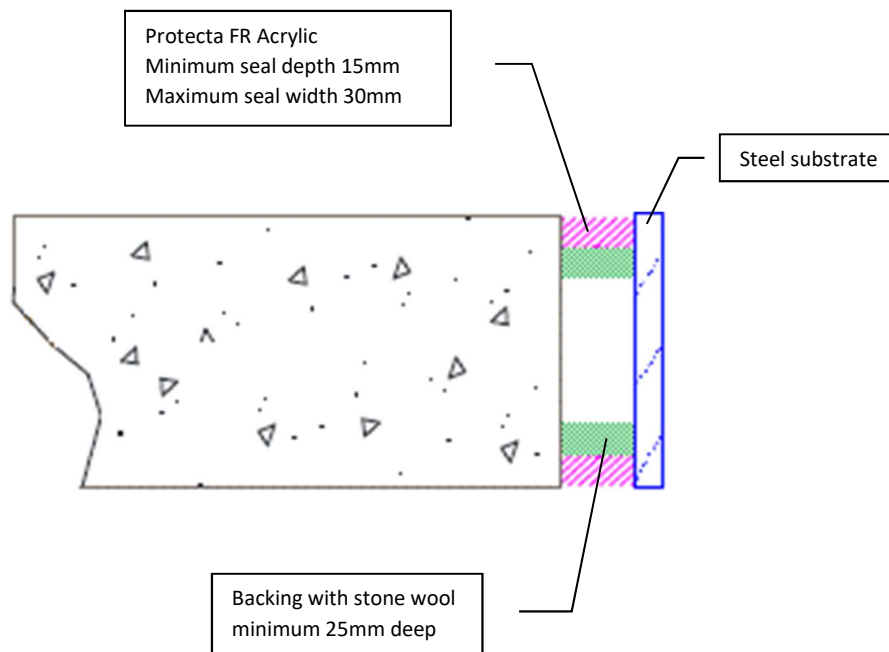 Protecta FR Acrylic
Minimum seal depth 15mm
Maximum seal width 30mm
Steel substrate
Backing with stone wool
minimum 25mm deep